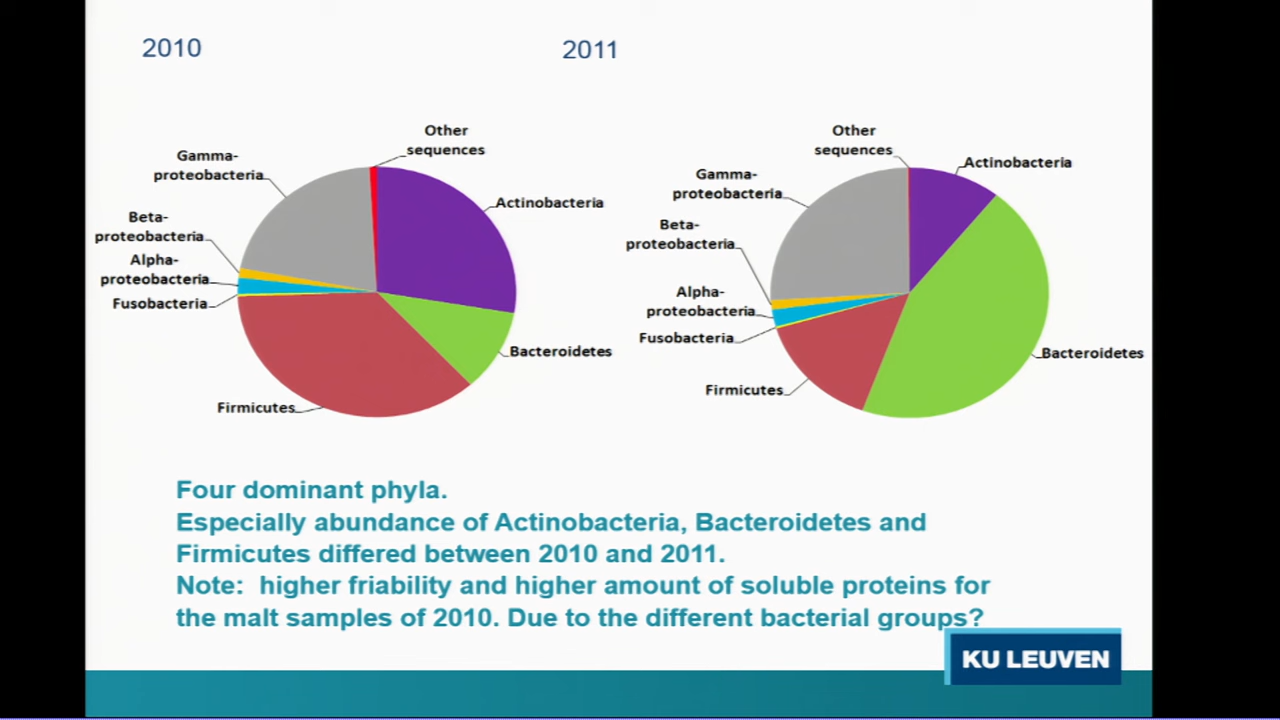 2010
2011
Other
sequences
Gamma-
proteobacteria
Actinobacteria
Beta-
proteobacteria
Alpha-
proteobacteria
Fusobacteria
Bacteroidetes
Firmicutes
Other
sequences
Actinobacteria
Gamma-
proteobacteria
Beta-
proteobacteria
Alpha-
proteobacteria
Fusobacteria
Bacteroidetes
Firmicutes
Four dominant phyla.
Especially abundance of Actinobacteria, Bacteroidetes and
Firmicutes differed between 2010 and 2011.
Note: higher friability and higher amount of soluble proteins for
the malt samples of 2010. Due to the different bacterial groups?
KU LEUVEN